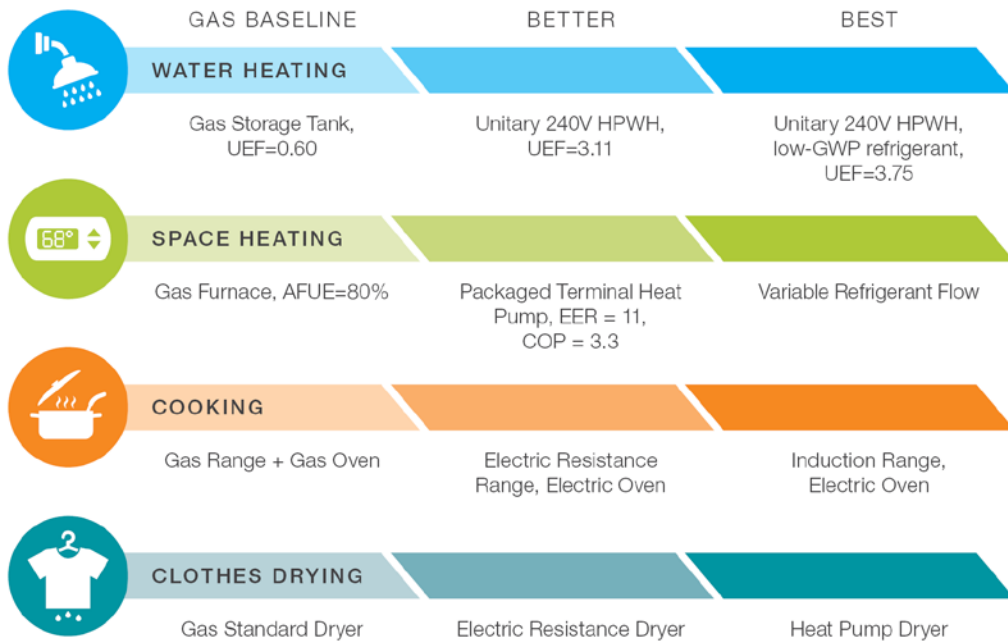 GAS BASELINE BETTER BEST
WATER HEATING
Gas Storage Tank,
UEF=0.60
Unitary 240V HPWH,
UEF=3.11
Unitary 240V HPWH,
low-GWP refrigerant,
UEF=3.75
68°
SPACE HEATING
Gas Furnace, AFUE=80%
Packaged Terminal Heat
Pump, EER = 11,
COP = 3.3
Variable Refrigerant Flow
COOKING
Gas Range + Gas Oven
Electric Resistance
Range, Electric Oven
Induction Range,
Electric Oven
CLOTHES DRYING
Gas Standard Dryer
Electric Resistance Dryer
Heat Pump Dryer